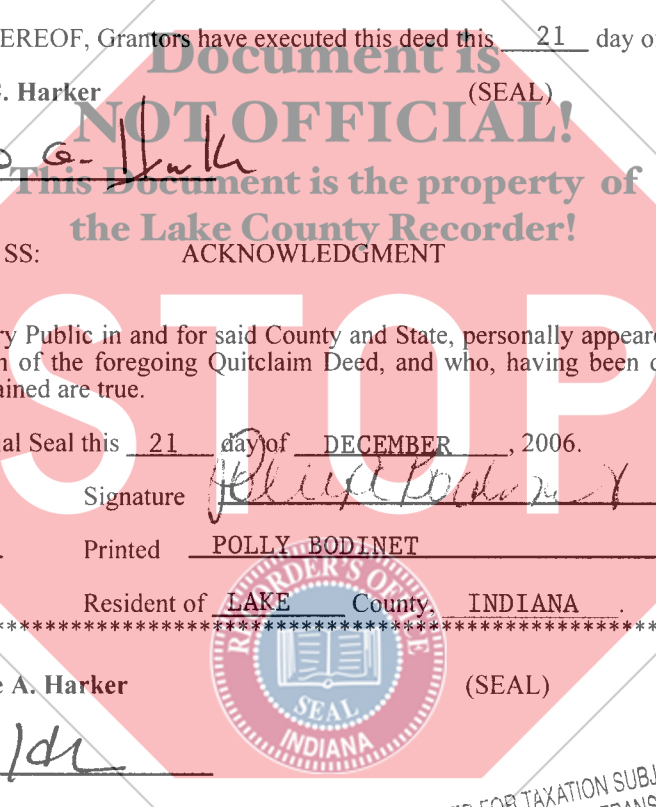 EREOF, Grantors have executed this deed this 21 day of
Document is
. Harker (SEAL)
NOT OFFICIAL!
G. Hark
This Document is the property of
the Lake County Recorder!
SS: ACKNOWLEDGMENT
STOP
ry Public in and for said County and State, personally appeare
n of the foregoing Quitclaim Deed, and who, having been d
ained are true.
al Seal this 21 day of DECEMBER, 2006.
Signature
Printed POLLY BODINET
Resident of LAKE County, INDIANA.
****************************************************
RECORDER'S OFFICE
SEAL
INDIANA
e A. Harker (SEAL)
FOR TAXATION SUBJ